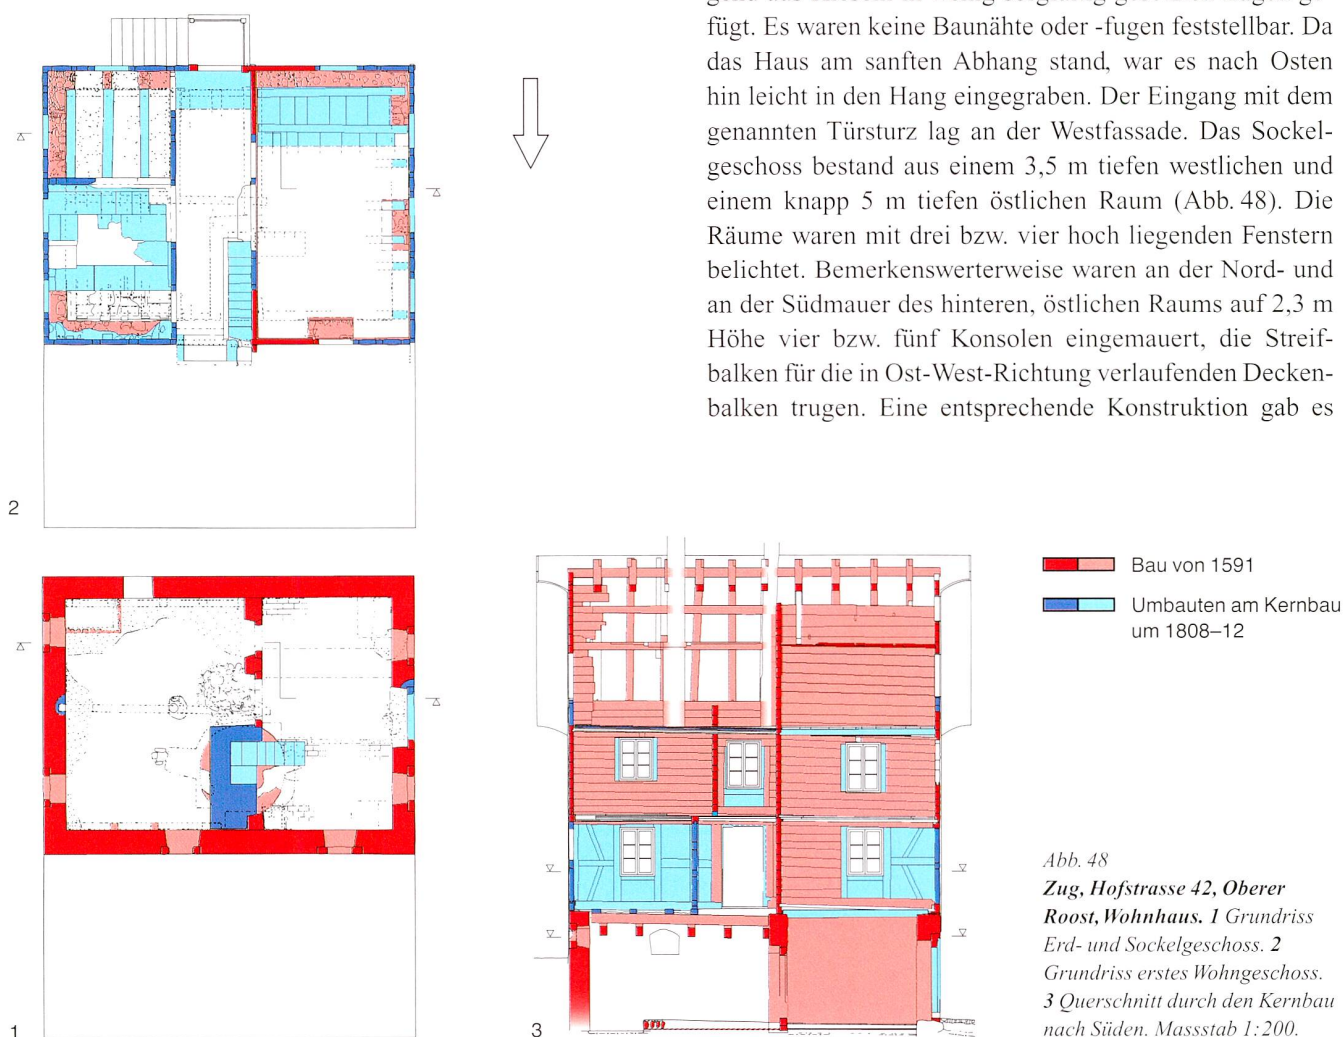 fügt. Es waren keine Baunähte oder -fugen feststellbar. Da
das Haus am sanften Abhang stand, war es nach Osten
hin leicht in den Hang eingegraben. Der Eingang mit dem
genannten Türsturz lag an der Westfassade. Das Sockel-
geschoss bestand aus einem 3,5 m tiefen westlichen und
einem knapp 5 m tiefen östlichen Raum (Abb. 48). Die
Räume waren mit drei bzw. vier hoch liegenden Fenstern
belichtet. Bemerkenswerterweise waren an der Nord- und
an der Südmauer des hinteren, östlichen Raums auf 2,3 m
Höhe vier bzw. fünf Konsolen eingemauert, die Streif-
balken für die in Ost-West-Richtung verlaufenden Decken-
balken trugen. Eine entsprechende Konstruktion gab es
2
1
3
Bau von 1591
Umbauten am Kernbau
um 1808–12
Abb. 48
Zug, Hofstrasse 42, Oberer
Roost, Wohnhaus. 1 Grundriss
Erd- und Sockelgeschoss. 2
Grundriss erstes Wohngeschoss.
3 Querschnitt durch den Kernbau
nach Süden. Massstab 1:200.